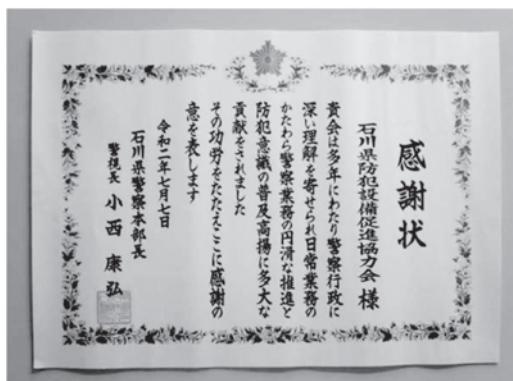 感謝状
石川県防犯設備促進協力会 様
貴会は多年にわたり警察行政に
深い理解を寄せられ日常業務の
かたわら警察業務の円滑な推進と
防犯意識の普及高揚に多大な
貢献をされました
その功労をたたえここに感謝の
意を表します
令和二年七月七日
石川県警察本部長
警視長 小西 康弘